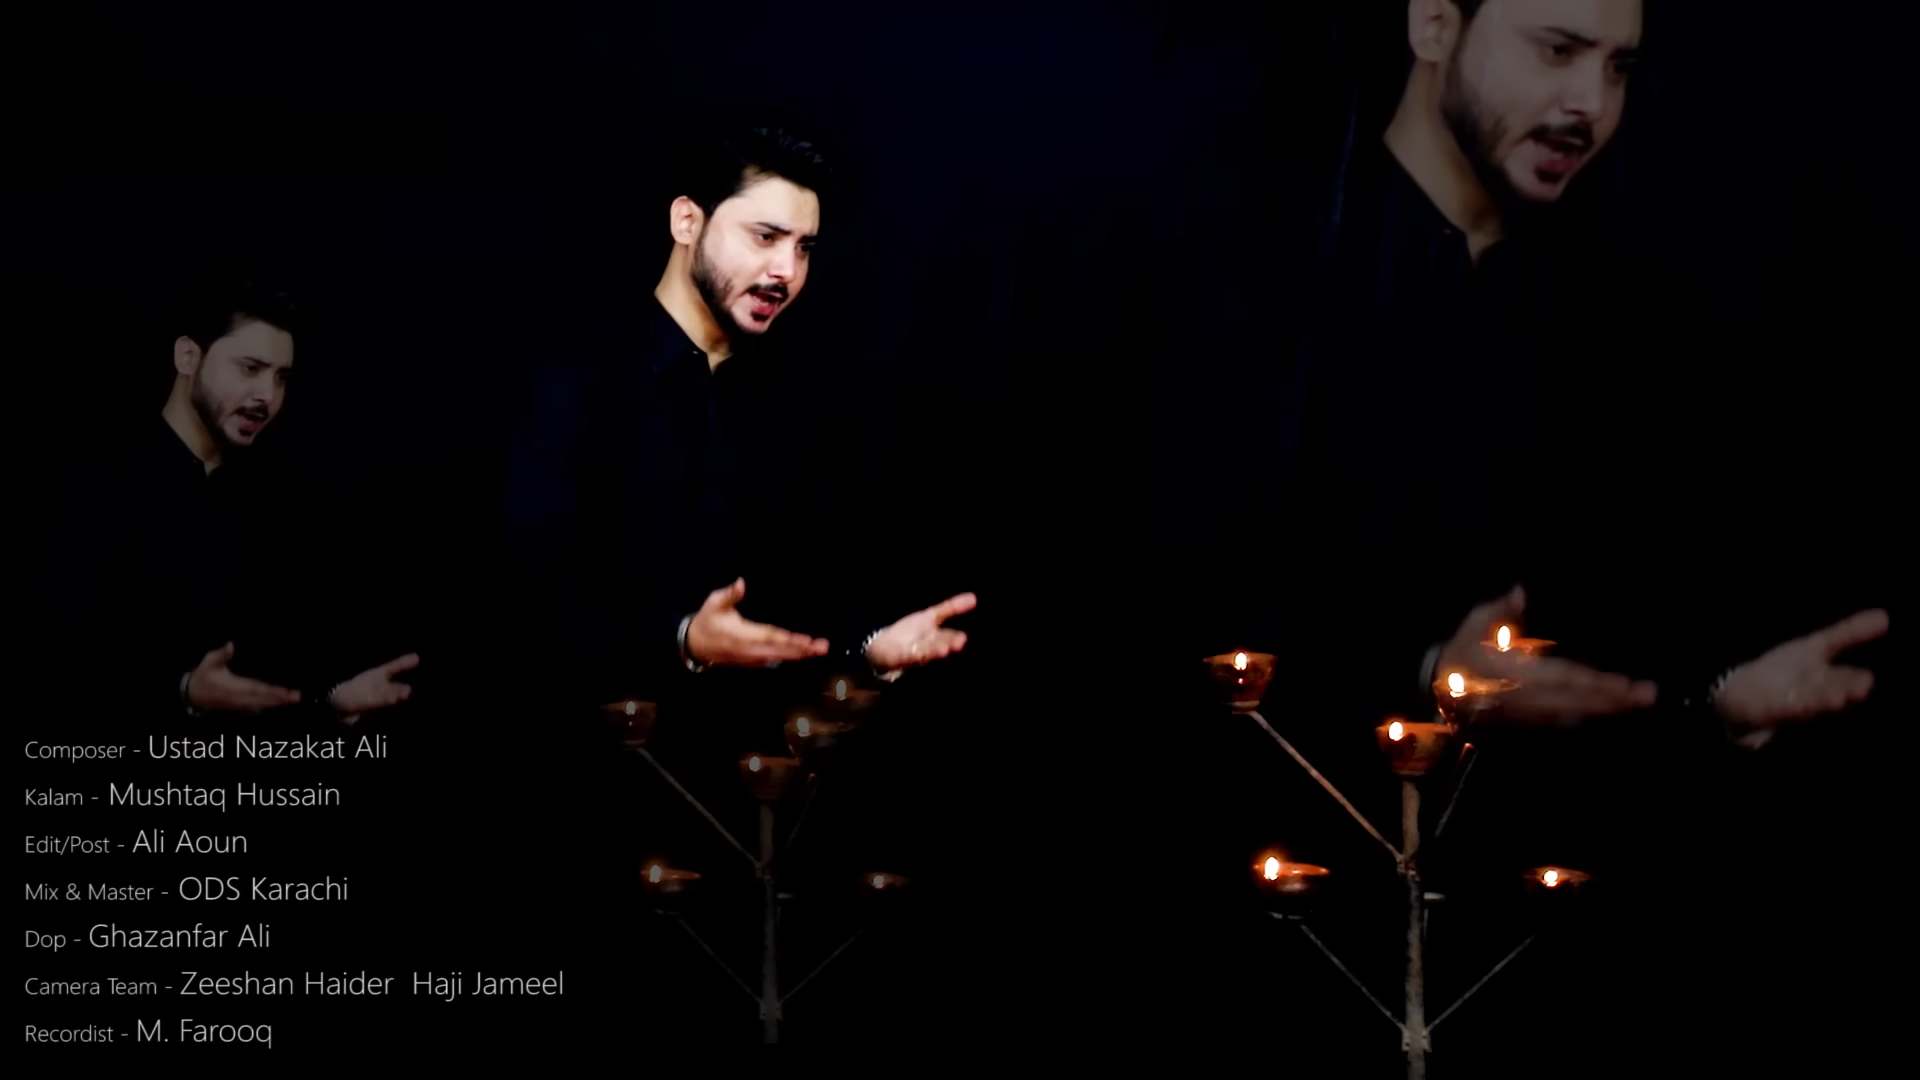 Composer - Ustad Nazakat Ali
Kalam - Mushtaq Hussain
Edit/Post - Ali Aoun
Mix & Master - ODS Karachi
Dop - Ghazanfar Ali
Camera Team - Zeeshan Haider  Haji Jameel
Recordist - M. Farooq